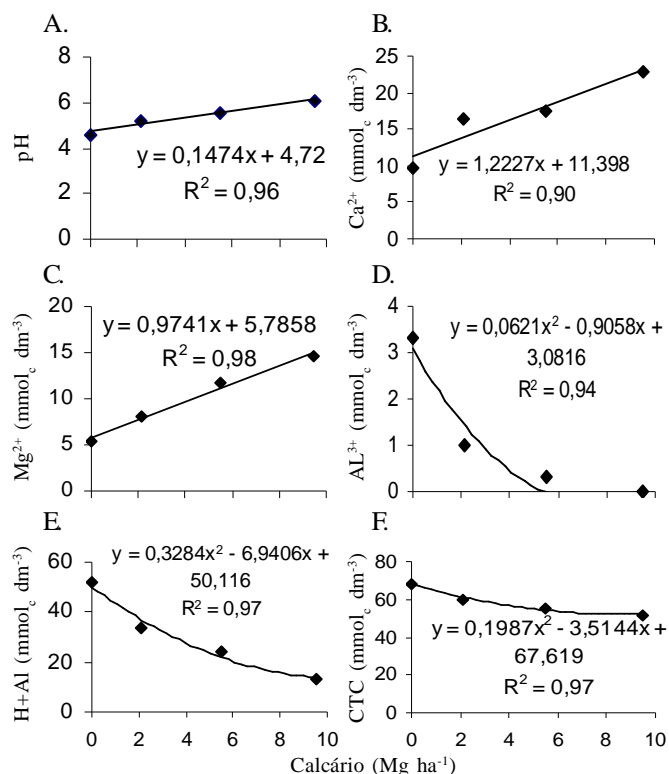 A.
8
6
4
2
0
pH
y = 0,1474x + 4,72
R² = 0,96
B.
25
20
15
10
5
0
Ca²⁺ (mmol_c dm⁻³)
y = 1,2227x + 11,398
R² = 0,90
C.
20
15
10
5
0
Mg²⁺ (mmol_c dm⁻³)
y = 0,9741x + 5,7858
R² = 0,98
D.
4
3
2
1
0
AL³⁺ (mmol_c dm⁻³)
y = 0,0621x² - 0,9058x +
3,0816
R² = 0,94
E.
60
40
20
0
H+Al (mmol_c dm⁻³)
y = 0,3284x² - 6,9406x +
50,116
R² = 0,97
0 2 4 6 8 10
F.
80
60
40
20
0
CTC (mmol_c dm⁻³)
y = 0,1987x² - 3,5144x +
67,619
R² = 0,97
0 2 4 6 8 10
Calcário (Mg ha⁻¹)